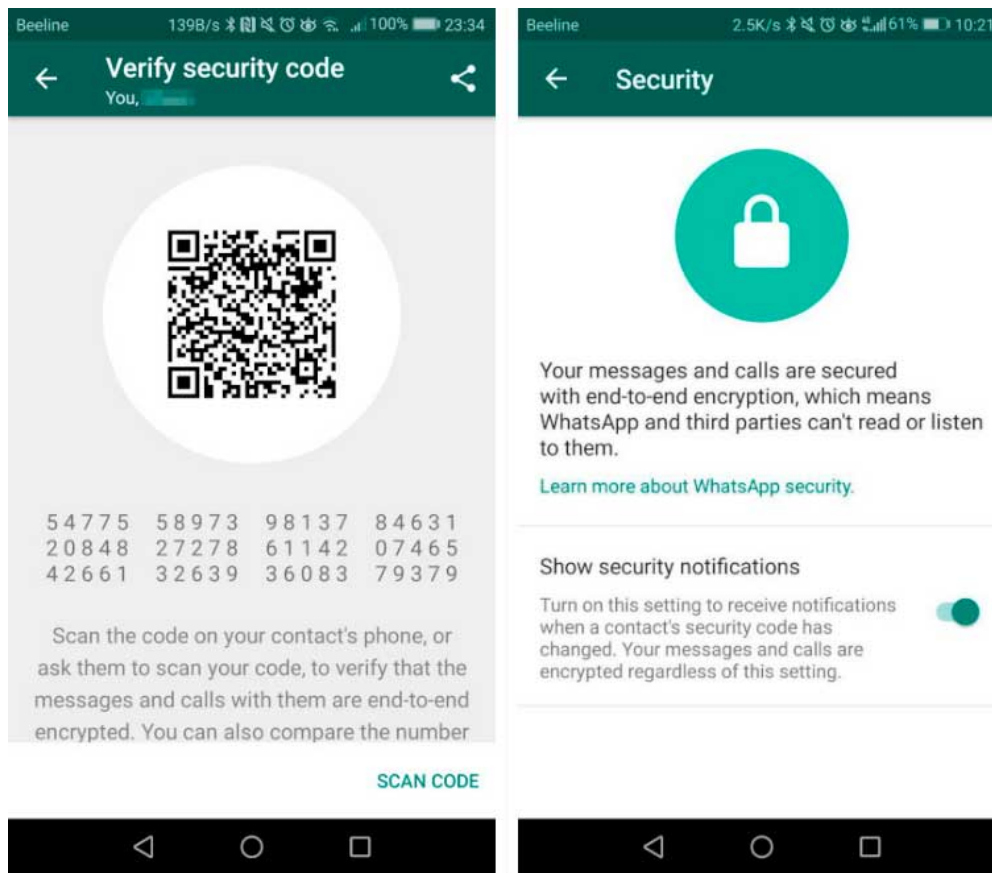 Beeline 139B/s 100% 23:34
Verify security code
You,
54775 58973 98137 84631
20848 27278 61142 07465
42661 32639 36083 79379
Scan the code on your contact's phone, or
ask them to scan your code, to verify that the
messages and calls with them are end-to-end
encrypted. You can also compare the number
SCAN CODE
Beeline 2.5K/s 61% 10:21
Security
Your messages and calls are secured
with end-to-end encryption, which means
WhatsApp and third parties can't read or listen
to them.
Learn more about WhatsApp security.
Show security notifications
Turn on this setting to receive notifications
when a contact's security code has
changed. Your messages and calls are
encrypted regardless of this setting.